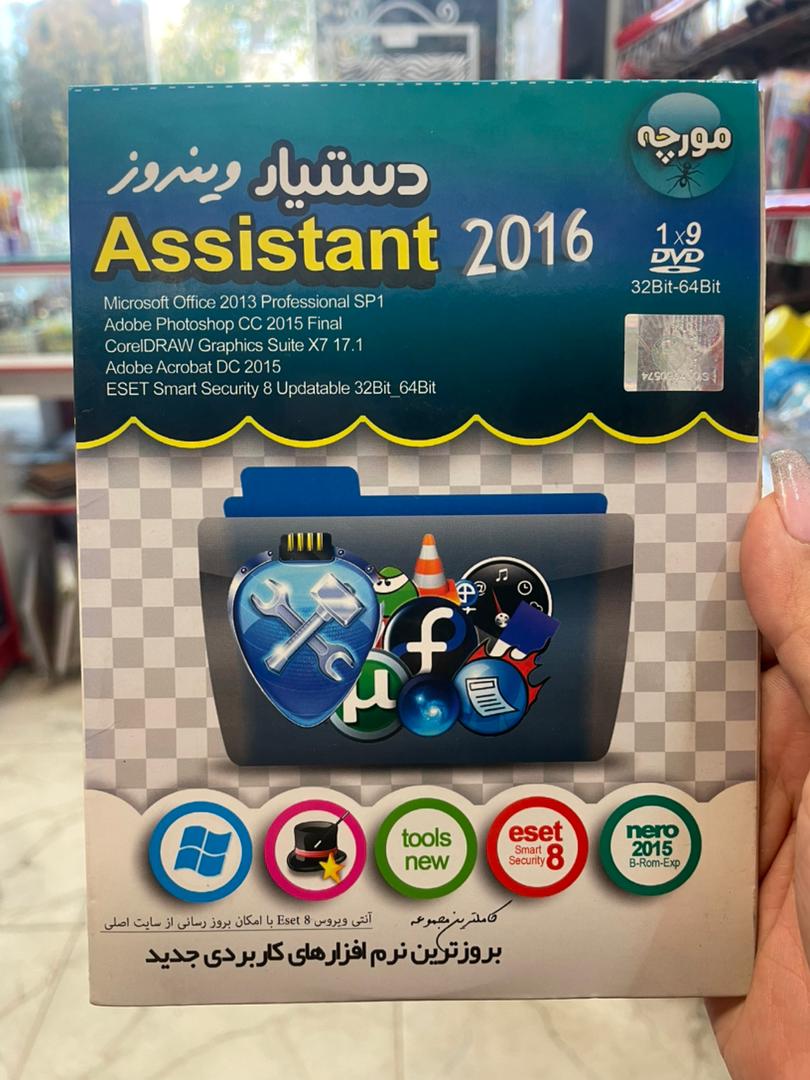 مورچه
دستیار ویندوز
Assistant 2016
1x9
DVD
32Bit-64Bit
Microsoft Office 2013 Professional SP1
Adobe Photoshop CC 2015 Final
CorelDRAW Graphics Suite X7 17.1
Adobe Acrobat DC 2015
ESET Smart Security 8 Updatable 32Bit_64Bit
f
µ
tools
new
eset
Smart
Security 8
nero
2015
B-Rom-Exp
کاملترین مجموعه
آنتی ویروس Eset 8 با امکان بروز رسانی از سایت اصلی
بروزترین نرم افزارهای کاربردی جدید